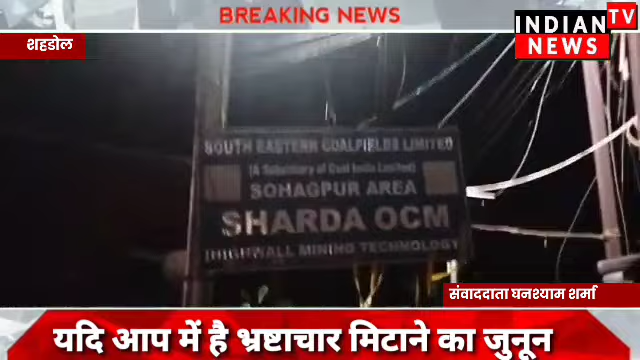 BREAKING NEWS
शहडोल
INDIAN TV
NEWS
SOUTH EASTERN COALFIELDS LIMITED
(A Subsidiary of Coal India Limited)
SOHAGPUR AREA
SHARDA OCM
(HIGHWALL MINING TECHNOLOGY)
संवाददाता घनश्याम शर्मा
यदि आप में है भ्रष्टाचार मिटाने का जुनून